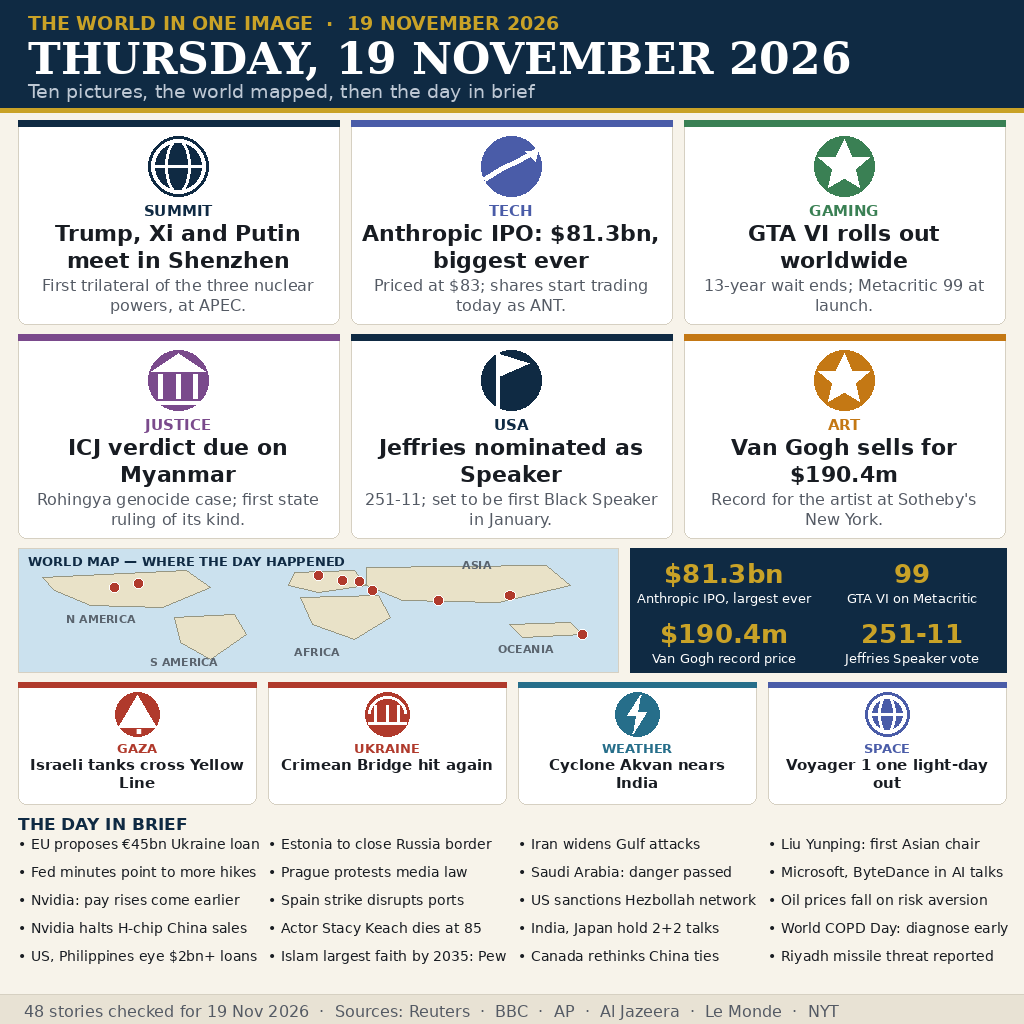 THE WORLD IN ONE IMAGE · 19 NOVEMBER 2026
THURSDAY, 19 NOVEMBER 2026
Ten pictures, the world mapped, then the day in brief
SUMMIT
Trump, Xi and Putin
meet in Shenzhen
First trilateral of the three nuclear
powers, at APEC.
TECH
Anthropic IPO: $81.3bn,
biggest ever
Priced at $83; shares start trading
today as ANT.
GAMING
GTA VI rolls out
worldwide
13-year wait ends; Metacritic 99 at
launch.
JUSTICE
ICJ verdict due on
Myanmar
Rohingya genocide case; first state
ruling of its kind.
USA
Jeffries nominated as
Speaker
251-11; set to be first Black Speaker
in January.
ART
Van Gogh sells for
$190.4m
Record for the artist at Sotheby's
New York.
WORLD MAP — WHERE THE DAY HAPPENED
N AMERICA
S AMERICA
AFRICA
ASIA
OCEANIA
$81.3bn
Anthropic IPO, largest ever
99
GTA VI on Metacritic
$190.4m
Van Gogh record price
251-11
Jeffries Speaker vote
GAZA
Israeli tanks cross Yellow
Line
UKRAINE
Crimean Bridge hit again
WEATHER
Cyclone Akvan nears
India
SPACE
Voyager 1 one light-day
out
THE DAY IN BRIEF
• EU proposes €45bn Ukraine loan
• Fed minutes point to more hikes
• Nvidia: pay rises come earlier
• Nvidia halts H-chip China sales
• US, Philippines eye $2bn+ loans
• Estonia to close Russia border
• Prague protests media law
• Spain strike disrupts ports
• Actor Stacy Keach dies at 85
• Islam largest faith by 2035: Pew
• Iran widens Gulf attacks
• Saudi Arabia: danger passed
• US sanctions Hezbollah network
• India, Japan hold 2+2 talks
• Canada rethinks China ties
• Liu Yunping: first Asian chair
• Microsoft, ByteDance in AI talks
• Oil prices fall on risk aversion
• World COPD Day: diagnose early
• Riyadh missile threat reported
48 stories checked for 19 Nov 2026 · Sources: Reuters · BBC · AP · Al Jazeera · Le Monde · NYT